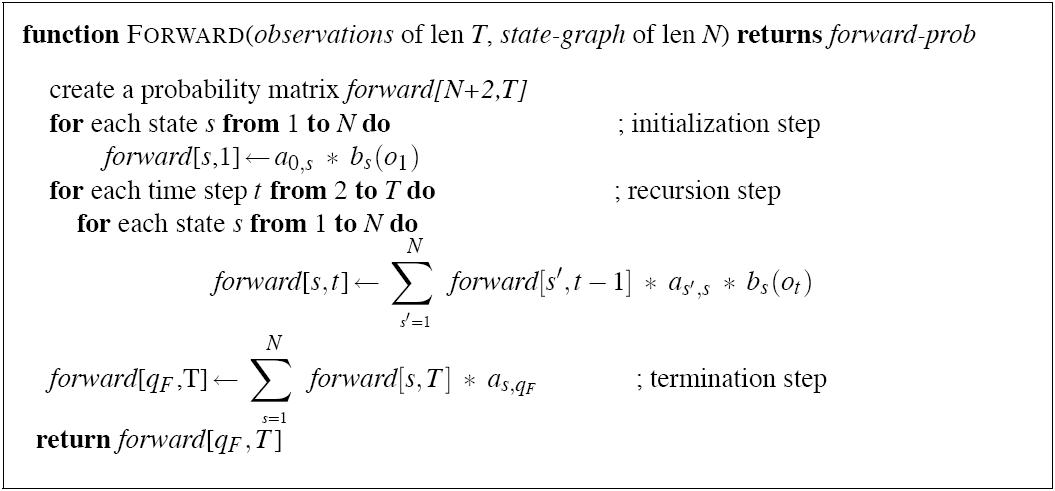 function FORWARD(observations of len T, state-graph of len N) returns forward-prob
create a probability matrix forward[N+2,T]
for each state s from 1 to N do ; initialization step
forward[s,1]←a0,s ∗ bs(o1)
for each time step t from 2 to T do ; recursion step
for each state s from 1 to N do
forward[s,t]← ∑_{s′=1}^{N} forward[s′,t−1] ∗ as′,s ∗ bs(ot)
forward[qF,T]← ∑_{s=1}^{N} forward[s,T] ∗ as,qF ; termination step
return forward[qF,T]